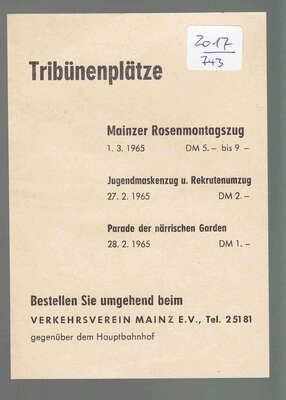 2017/
743
Tribünenplätze
Mainzer Rosenmontagszug
1. 3. 1965 DM 5.– bis 9 –
Jugendmaskenzug u. Rekrutenumzug
27. 2. 1965 DM 2.–
Parade der närrischen Garden
28. 2. 1965 DM 1.–
Bestellen Sie umgehend beim
VERKEHRSVEREIN MAINZ E.V., Tel. 25181
gegenüber dem Hauptbahnhof